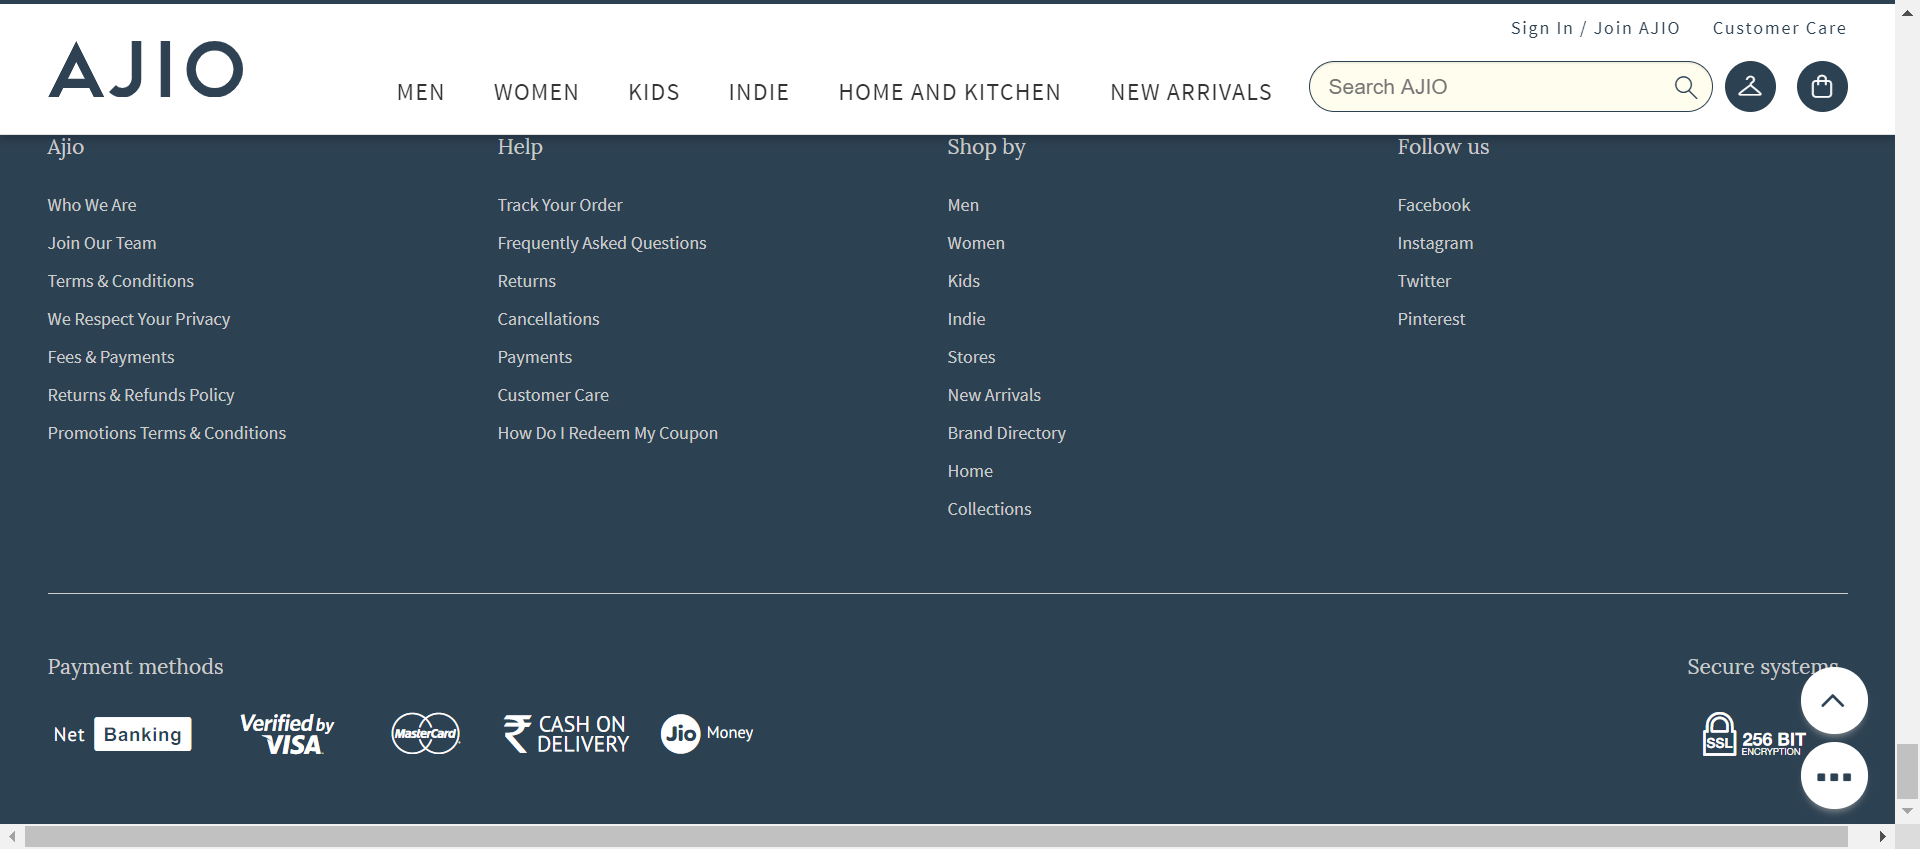 Sign In / Join AJIO Customer Care
AJIO
MEN WOMEN KIDS INDIE HOME AND KITCHEN NEW ARRIVALS
Search AJIO
Ajio
Who We Are
Join Our Team
Terms & Conditions
We Respect Your Privacy
Fees & Payments
Returns & Refunds Policy
Promotions Terms & Conditions
Help
Track Your Order
Frequently Asked Questions
Returns
Cancellations
Payments
Customer Care
How Do I Redeem My Coupon
Shop by
Men
Women
Kids
Indie
Stores
New Arrivals
Brand Directory
Home
Collections
Follow us
Facebook
Instagram
Twitter
Pinterest
Payment methods
Net Banking
Verified by
VISA
MasterCard
₹ CASH ON
DELIVERY
Jio Money
Secure systems
SSL 256 BIT
ENCRYPTION